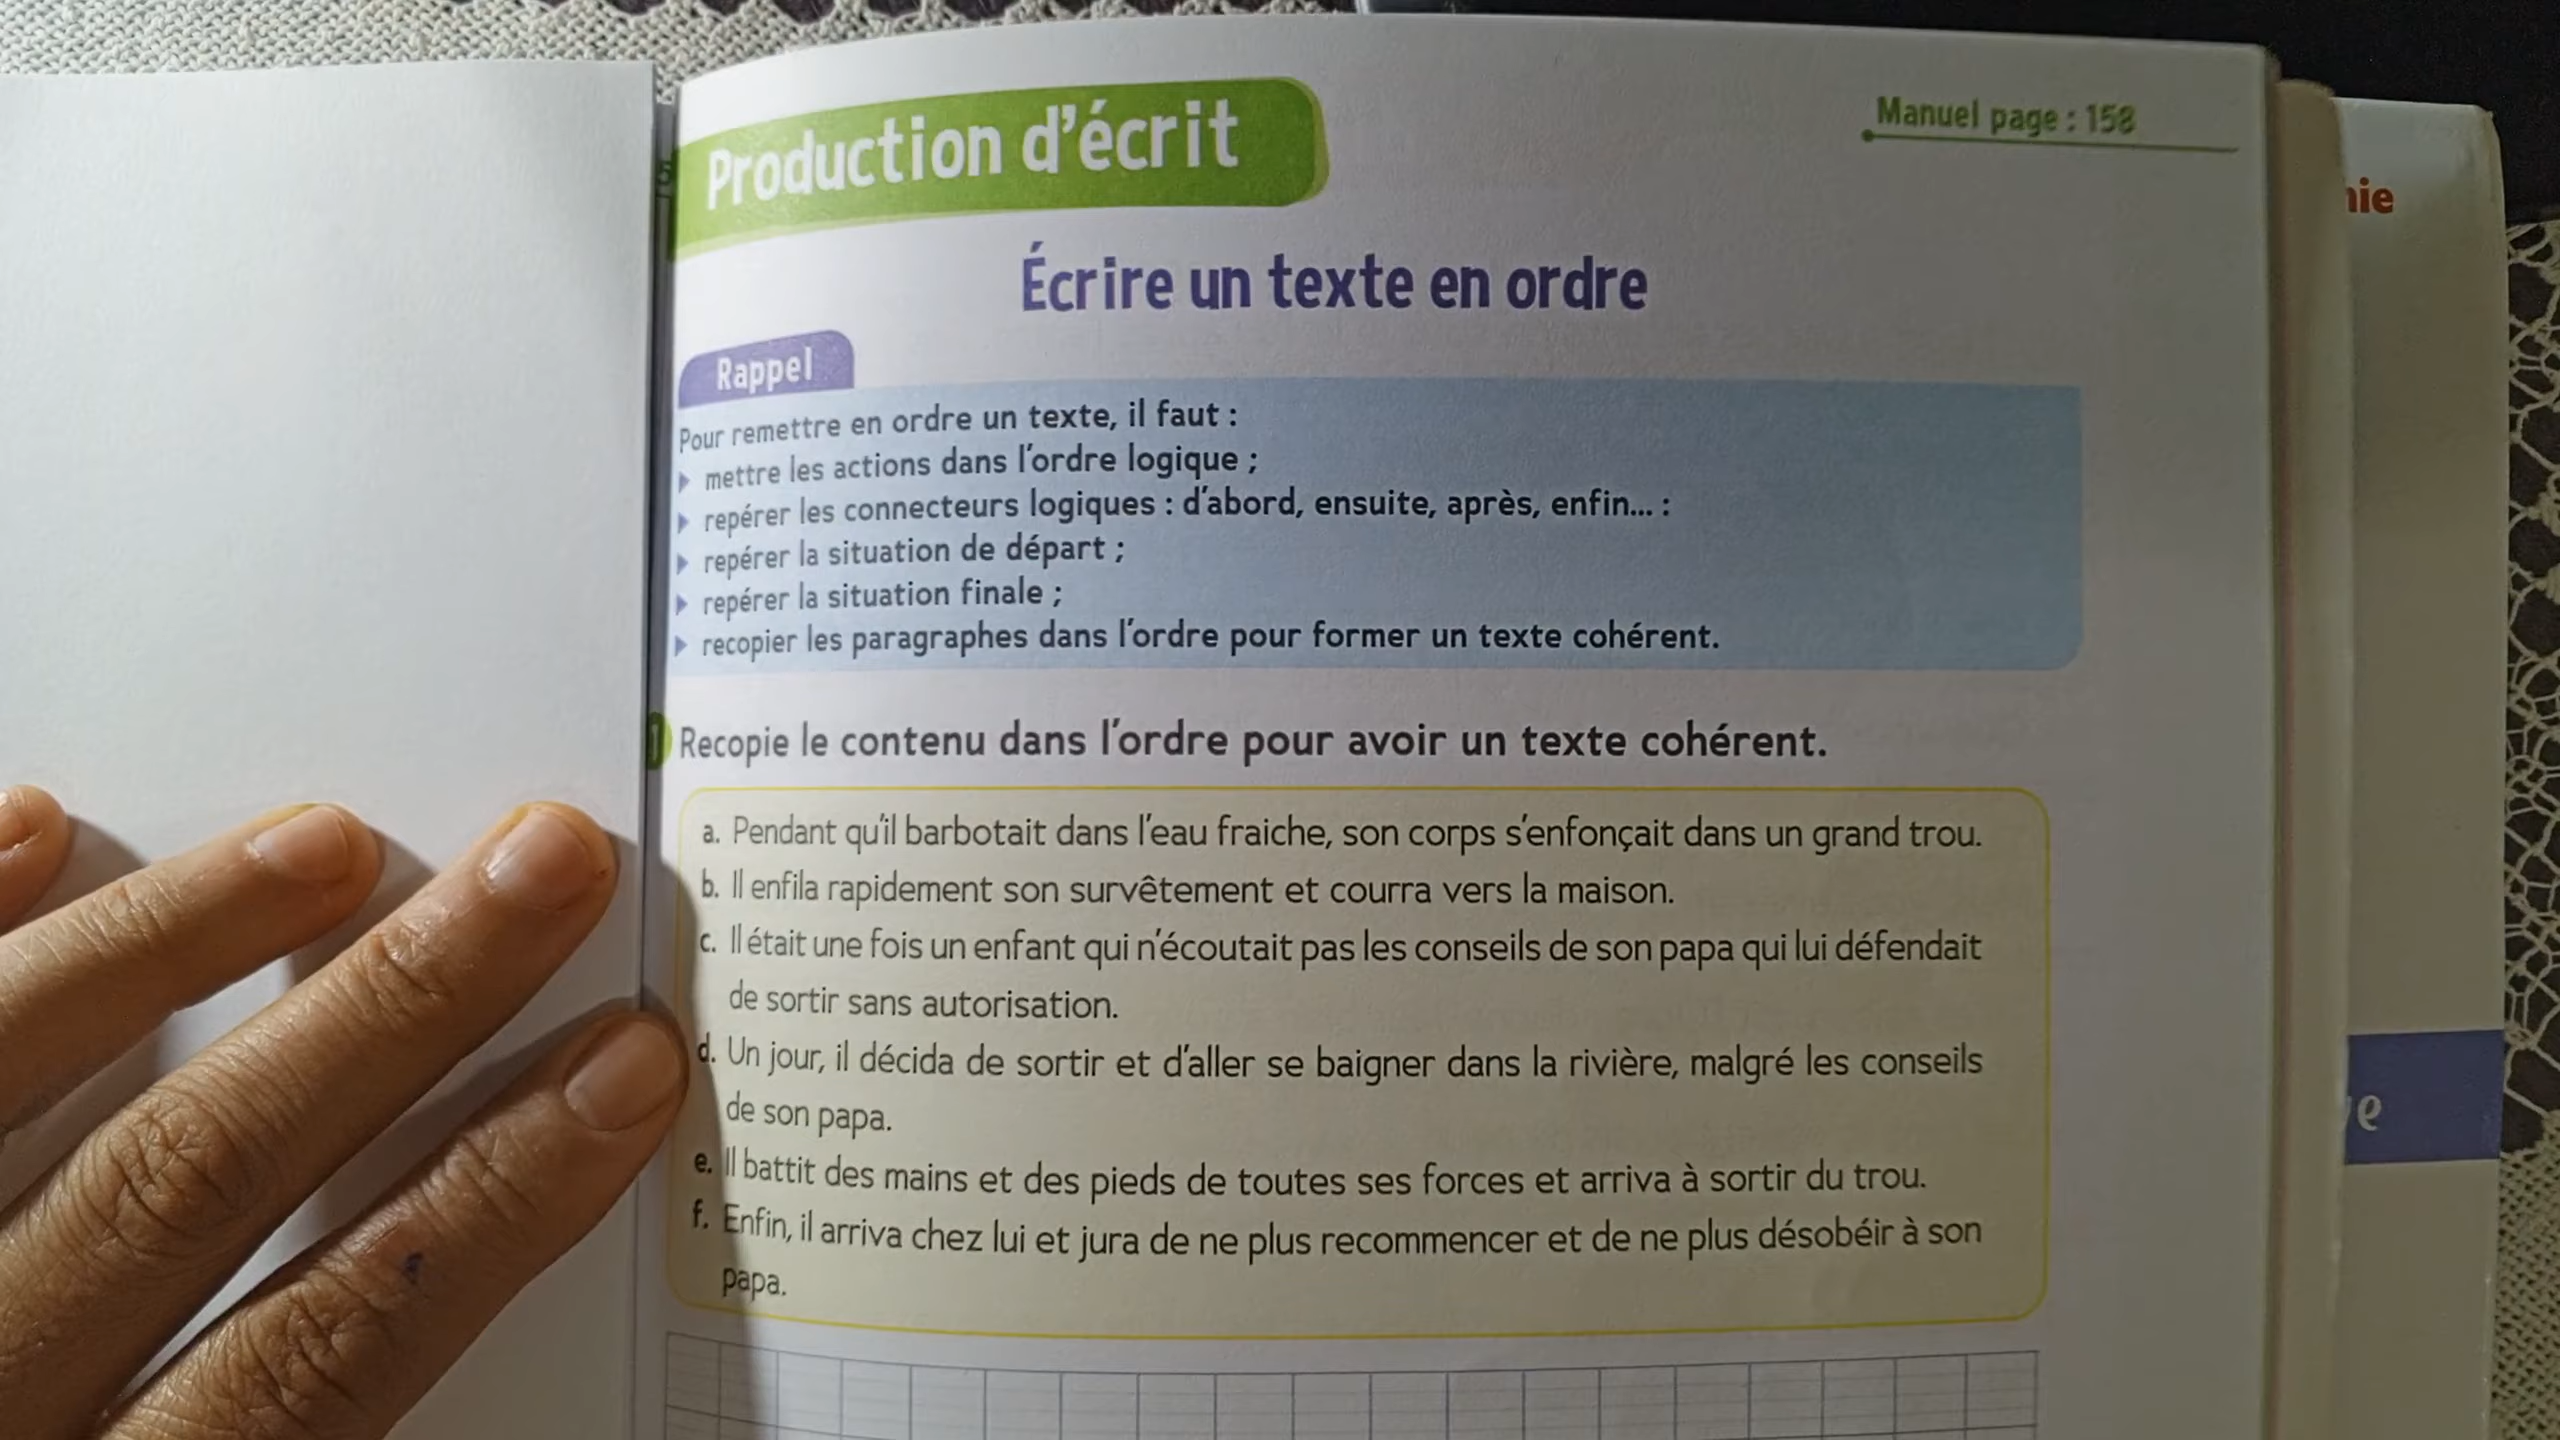 Production d'écrit
Manuel page : 158
Écrire un texte en ordre
Rappel
Pour remettre en ordre un texte, il faut :
mettre les actions dans l'ordre logique ;
repérer les connecteurs logiques : d'abord, ensuite, après, enfin... :
repérer la situation de départ ;
repérer la situation finale ;
recopier les paragraphes dans l'ordre pour former un texte cohérent.
Recopie le contenu dans l'ordre pour avoir un texte cohérent.
a. Pendant qu'il barbotait dans l'eau fraiche, son corps s'enfonçait dans un grand trou.
b. Il enfila rapidement son survêtement et courra vers la maison.
c. Il était une fois un enfant qui n'écoutait pas les conseils de son papa qui lui défendait
de sortir sans autorisation.
d. Un jour, il décida de sortir et d'aller se baigner dans la rivière, malgré les conseils
de son papa.
e. Il battit des mains et des pieds de toutes ses forces et arriva à sortir du trou.
f. Enfin, il arriva chez lui et jura de ne plus recommencer et de ne plus désobéir à son
papa.